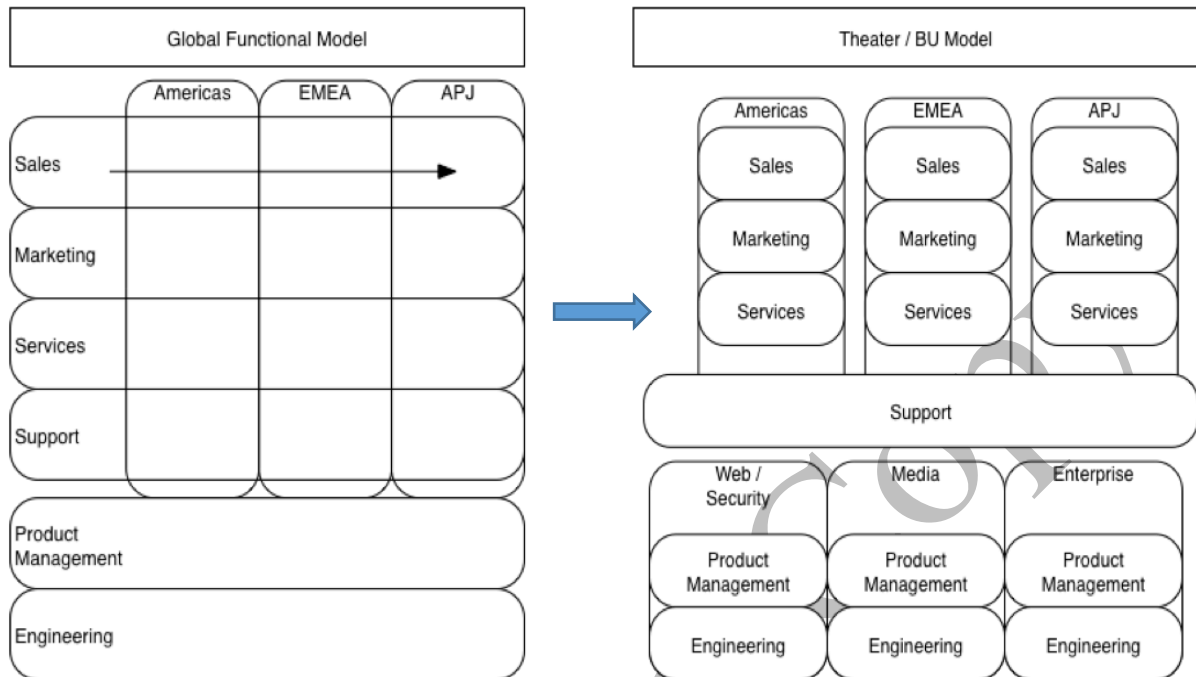 Global Functional Model
Americas EMEA APJ
Sales
Marketing
Services
Support
Product
Management
Engineering
Theater / BU Model
Americas EMEA APJ
Sales Sales Sales
Marketing Marketing Marketing
Services Services Services
Support
Web / Media Enterprise
Security
Product Product Product
Management Management Management
Engineering Engineering Engineering